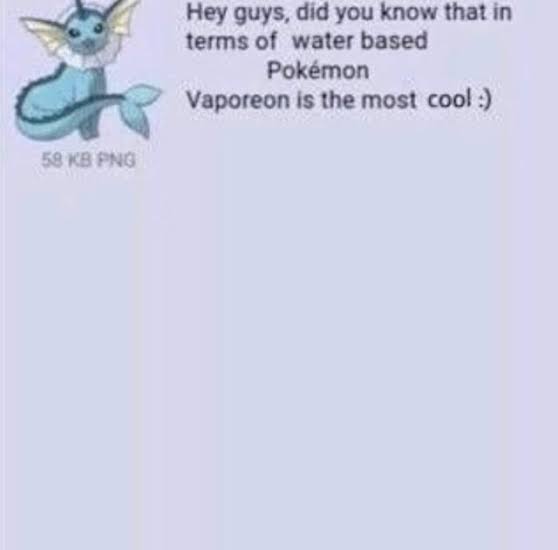 Hey guys, did you know that in
terms of water based
Pokémon
Vaporeon is the most cool :)
58 KB PNG